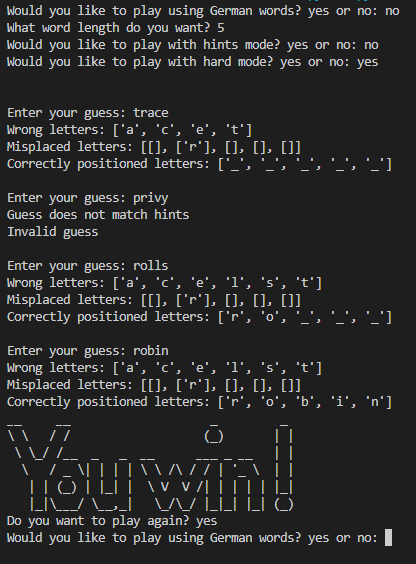 Would you like to play using German words? yes or no: no
What word length do you want? 5
Would you like to play with hints mode? yes or no: no
Would you like to play with hard mode? yes or no: yes
Enter your guess: trace
Wrong letters: ['a', 'c', 'e', 't']
Misplaced letters: [[], ['r'], [], [], []]
Correctly positioned letters: ['_', '_', '_', '_', '_']
Enter your guess: privy
Guess does not match hints
Invalid guess
Enter your guess: rolls
Wrong letters: ['a', 'c', 'e', 'l', 's', 't']
Misplaced letters: [[], ['r'], [], [], []]
Correctly positioned letters: ['r', 'o', '_', '_', '_']
Enter your guess: robin
Wrong letters: ['a', 'c', 'e', 'l', 's', 't']
Misplaced letters: [[], ['r'], [], [], []]
Correctly positioned letters: ['r', 'o', 'b', 'i', 'n']
You win!
Do you want to play again? yes
Would you like to play using German words? yes or no: